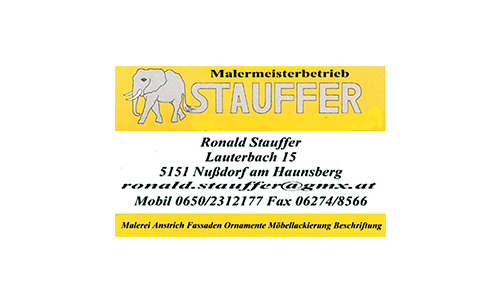 Malermeisterbetrieb
STAUFFER
Ronald Stauffer
Lauterbach 15
5151 Nußdorf am Haunsberg
ronald.stauffer@gmx.at
Mobil 0650/2312177 Fax 06274/8566
Malerei Anstrich Fassaden Ornamente Möbellackierung Beschriftung